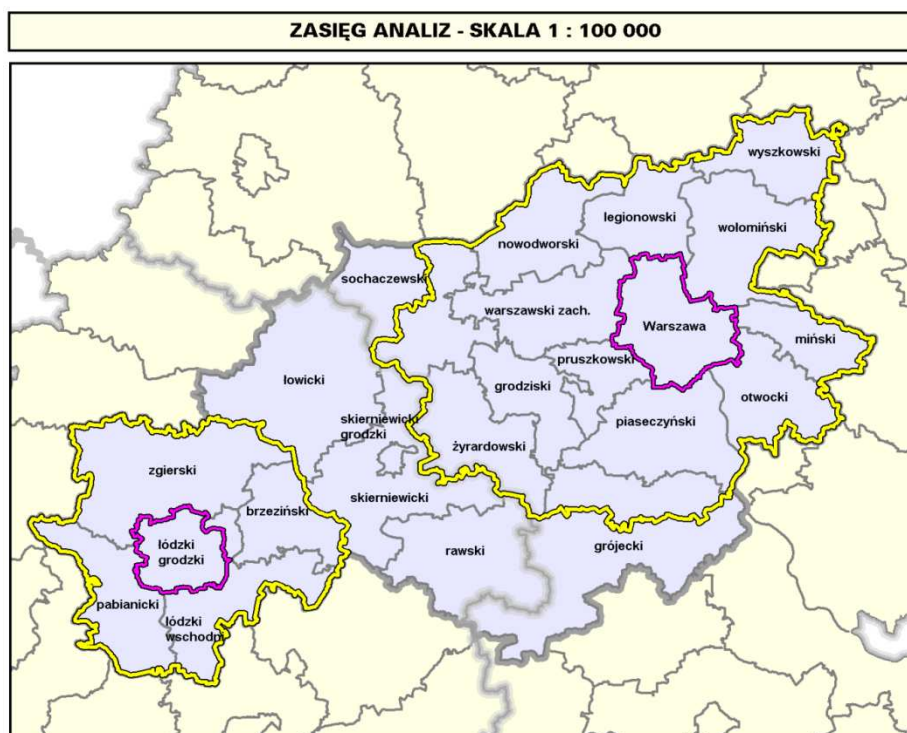 ZASIĘG ANALIZ - SKALA 1 : 100 000
wyszkowski
legionowski
wolomiński
nowodworski
sochaczewski
warszawski zach.
Warszawa
miński
pruszkowski
łowicki
grodziski
otwocki
skierniewicki
grodzki
piaseczyński
żyrardowski
zgierski
skierniewicki
brzeziński
rawski
grójecki
łódzki
grodzki
pabianicki
łódzki
wschodni